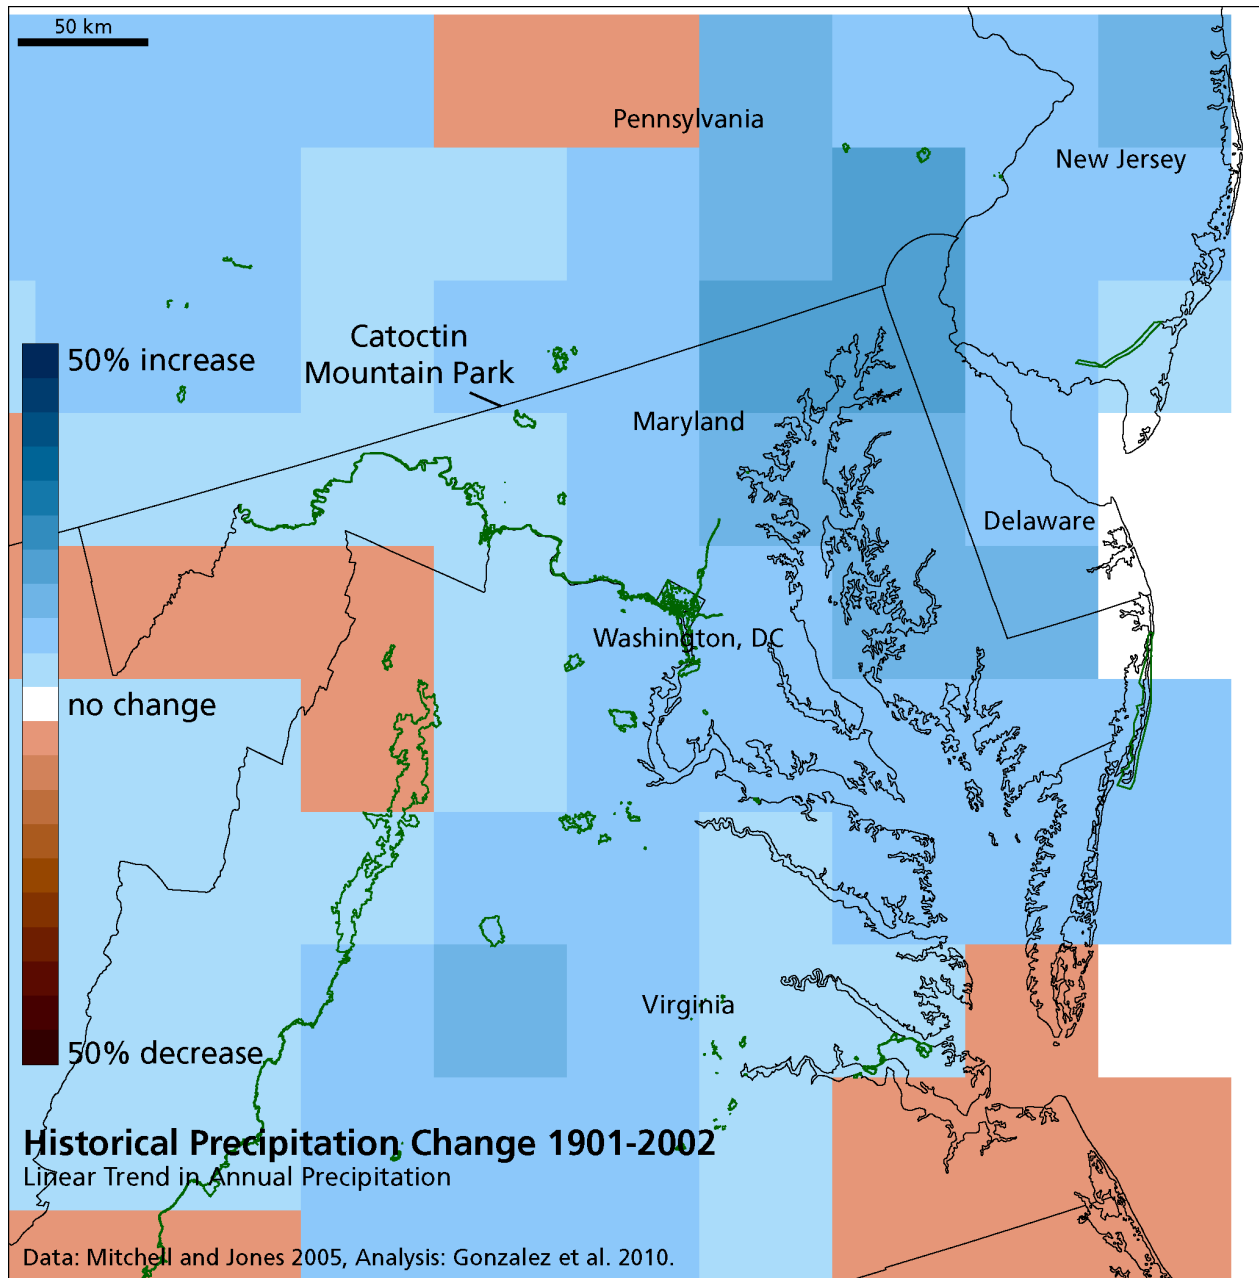 50 km
Pennsylvania
New Jersey
Catoctin
Mountain Park
50% increase
Maryland
Delaware
Washington, DC
no change
Virginia
50% decrease
Historical Precipitation Change 1901-2002
Linear Trend in Annual Precipitation
Data: Mitchell and Jones 2005, Analysis: Gonzalez et al. 2010.